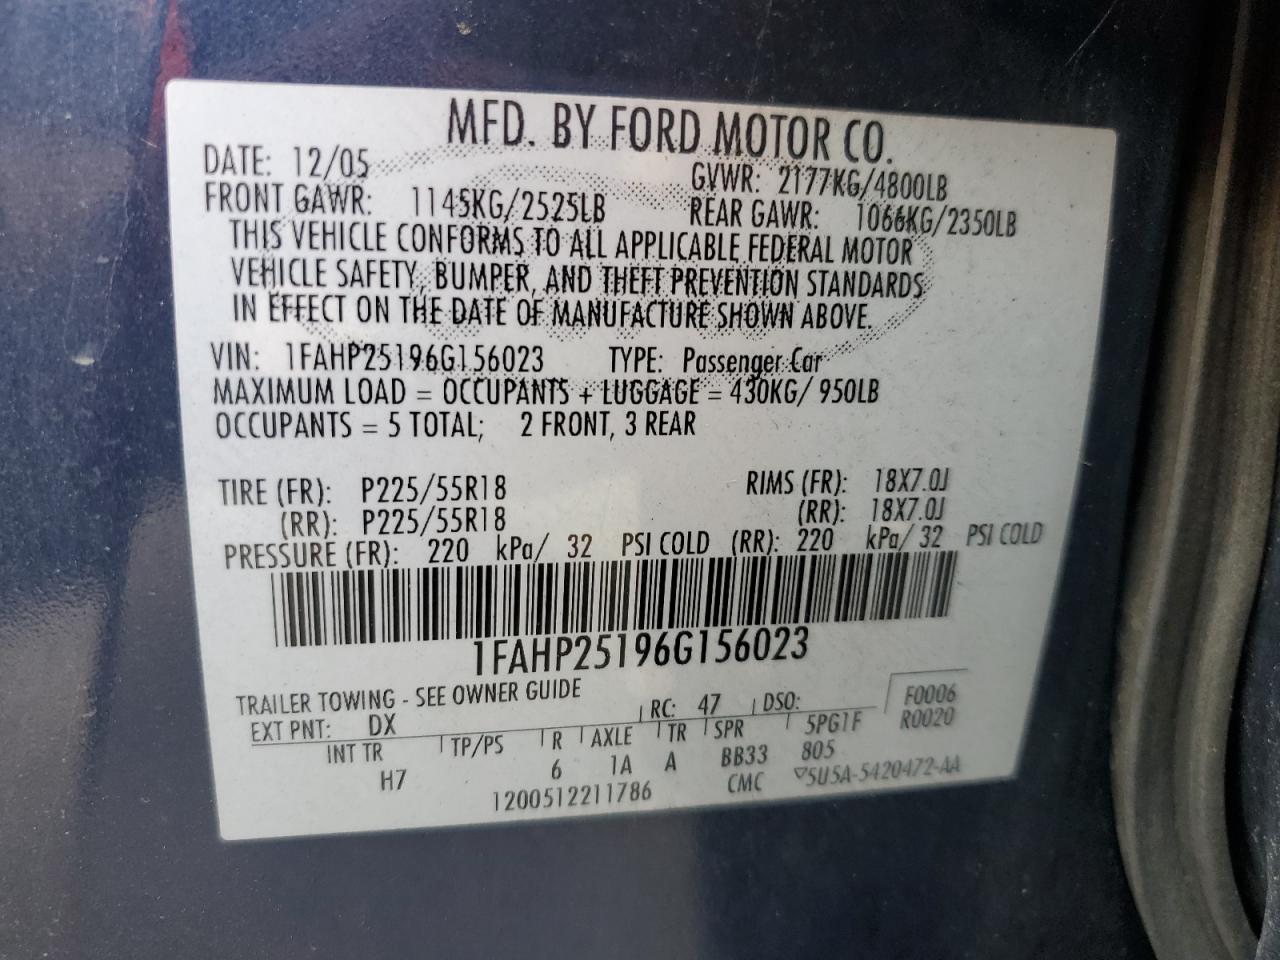 MFD. BY FORD MOTOR CO.
DATE: 12/05 GVWR: 2177KG/4800LB
FRONT GAWR: 1145KG/2525LB REAR GAWR: 1066KG/2350LB
THIS VEHICLE CONFORMS TO ALL APPLICABLE FEDERAL MOTOR
VEHICLE SAFETY, BUMPER, AND THEFT PREVENTION STANDARDS
IN EFFECT ON THE DATE OF MANUFACTURE SHOWN ABOVE.
VIN: 1FAHP25196G156023 TYPE: Passenger Car
MAXIMUM LOAD = OCCUPANTS + LUGGAGE = 430KG/ 950LB
OCCUPANTS = 5 TOTAL; 2 FRONT, 3 REAR
TIRE (FR): P225/55R18 RIMS (FR): 18X7.0J
(RR): P225/55R18 (RR): 18X7.0J
PRESSURE (FR): 220 kPa/ 32 PSI COLD (RR): 220 kPa/ 32 PSI COLD
1FAHP25196G156023
TRAILER TOWING - SEE OWNER GUIDE
EXT PNT: DX RC: 47 DSO: F0006
INT TR TP/PS R AXLE TR SPR 5PG1F R0020
H7 6 1A A BB33 805
1200512211786 CMC ▽5U5A-5420472-AA